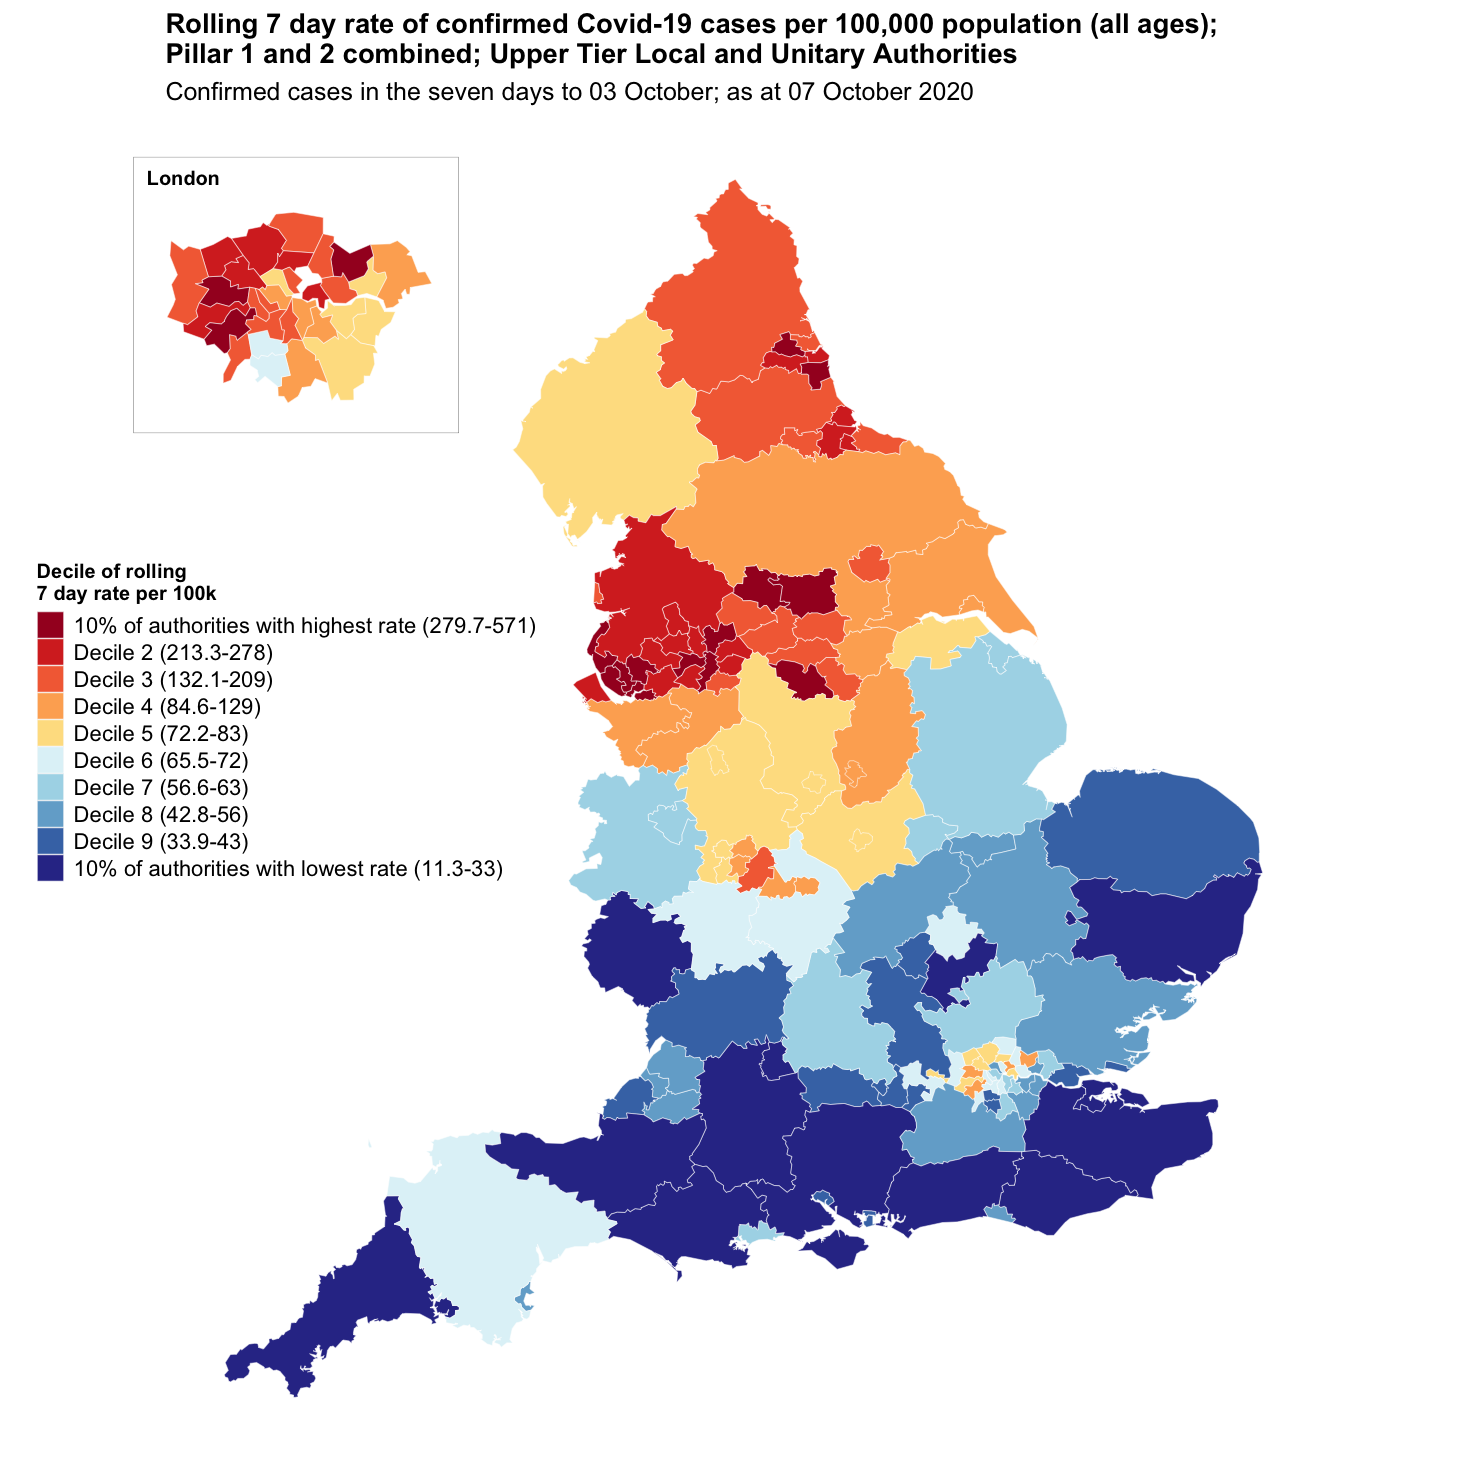 Rolling 7 day rate of confirmed Covid-19 cases per 100,000 population (all ages);
Pillar 1 and 2 combined; Upper Tier Local and Unitary Authorities
Confirmed cases in the seven days to 03 October; as at 07 October 2020
London
Decile of rolling
7 day rate per 100k
10% of authorities with highest rate (279.7-571)
Decile 2 (213.3-278)
Decile 3 (132.1-209)
Decile 4 (84.6-129)
Decile 5 (72.2-83)
Decile 6 (65.5-72)
Decile 7 (56.6-63)
Decile 8 (42.8-56)
Decile 9 (33.9-43)
10% of authorities with lowest rate (11.3-33)